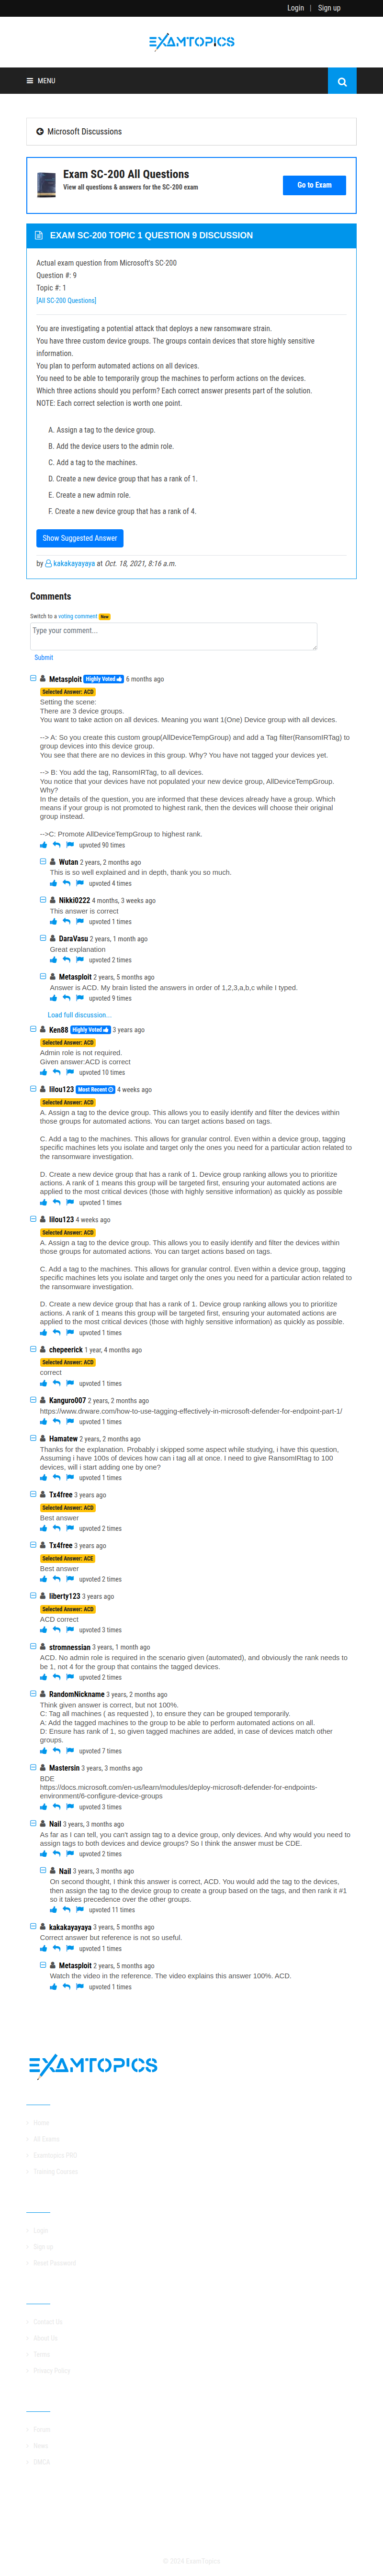 Login | Sign up
EXAMTOPICS
MENU
Microsoft Discussions
Exam SC-200 All Questions
View all questions & answers for the SC-200 exam
Go to Exam
EXAM SC-200 TOPIC 1 QUESTION 9 DISCUSSION
Actual exam question from Microsoft's SC-200
Question #: 9
Topic #: 1
[All SC-200 Questions]
You are investigating a potential attack that deploys a new ransomware strain.
You have three custom device groups. The groups contain devices that store highly sensitive
information.
You plan to perform automated actions on all devices.
You need to be able to temporarily group the machines to perform actions on the devices.
Which three actions should you perform? Each correct answer presents part of the solution.
NOTE: Each correct selection is worth one point.
A. Assign a tag to the device group.
B. Add the device users to the admin role.
C. Add a tag to the machines.
D. Create a new device group that has a rank of 1.
E. Create a new admin role.
F. Create a new device group that has a rank of 4.
Show Suggested Answer
by kakakayayaya at Oct. 18, 2021, 8:16 a.m.
Comments
Switch to a voting comment New
Type your comment...
Submit
Metasploit Highly Voted 6 months ago
Selected Answer: ACD
Setting the scene:
There are 3 device groups.
You want to take action on all devices. Meaning you want 1(One) Device group with all devices.
--> A: So you create this custom group(AllDeviceTempGroup) and add a Tag filter(RansomIRTag) to
group devices into this device group.
You see that there are no devices in this group. Why? You have not tagged your devices yet.
--> B: You add the tag, RansomIRTag, to all devices.
You notice that your devices have not populated your new device group, AllDeviceTempGroup.
Why?
In the details of the question, you are informed that these devices already have a group. Which
means if your group is not promoted to highest rank, then the devices will choose their original
group instead.
-->C: Promote AllDeviceTempGroup to highest rank.
upvoted 90 times
Wutan 2 years, 2 months ago
This is so well explained and in depth, thank you so much.
upvoted 4 times
Nikki0222 4 months, 3 weeks ago
This answer is correct
upvoted 1 times
DaraVasu 2 years, 1 month ago
Great explanation
upvoted 2 times
Metasploit 2 years, 5 months ago
Answer is ACD. My brain listed the answers in order of 1,2,3,a,b,c while I typed.
upvoted 9 times
Load full discussion...
Ken88 Highly Voted 3 years ago
Selected Answer: ACD
Admin role is not required.
Given answer:ACD is correct
upvoted 10 times
lilou123 Most Recent 4 weeks ago
Selected Answer: ACD
A. Assign a tag to the device group. This allows you to easily identify and filter the devices within
those groups for automated actions. You can target actions based on tags.
C. Add a tag to the machines. This allows for granular control. Even within a device group, tagging
specific machines lets you isolate and target only the ones you need for a particular action related to
the ransomware investigation.
D. Create a new device group that has a rank of 1. Device group ranking allows you to prioritize
actions. A rank of 1 means this group will be targeted first, ensuring your automated actions are
applied to the most critical devices (those with highly sensitive information) as quickly as possible
upvoted 1 times
lilou123 4 weeks ago
Selected Answer: ACD
A. Assign a tag to the device group. This allows you to easily identify and filter the devices within
those groups for automated actions. You can target actions based on tags.
C. Add a tag to the machines. This allows for granular control. Even within a device group, tagging
specific machines lets you isolate and target only the ones you need for a particular action related to
the ransomware investigation.
D. Create a new device group that has a rank of 1. Device group ranking allows you to prioritize
actions. A rank of 1 means this group will be targeted first, ensuring your automated actions are
applied to the most critical devices (those with highly sensitive information) as quickly as possible.
upvoted 1 times
chepeerick 1 year, 4 months ago
Selected Answer: ACD
correct
upvoted 1 times
Kanguro007 2 years, 2 months ago
https://www.drware.com/how-to-use-tagging-effectively-in-microsoft-defender-for-endpoint-part-1/
upvoted 1 times
Hamatew 2 years, 2 months ago
Thanks for the explanation. Probably i skipped some aspect while studying, i have this question,
Assuming i have 100s of devices how can i tag all at once. I need to give RansomIRtag to 100
devices, will i start adding one by one?
upvoted 1 times
Tx4free 3 years ago
Selected Answer: ACD
Best answer
upvoted 2 times
Tx4free 3 years ago
Selected Answer: ACE
Best answer
upvoted 2 times
liberty123 3 years ago
Selected Answer: ACD
ACD correct
upvoted 3 times
stromnessian 3 years, 1 month ago
ACD. No admin role is required in the scenario given (automated), and obviously the rank needs to
be 1, not 4 for the group that contains the tagged devices.
upvoted 2 times
RandomNickname 3 years, 2 months ago
Think given answer is correct, but not 100%.
C: Tag all machines ( as requested ), to ensure they can be grouped temporarily.
A: Add the tagged machines to the group to be able to perform automated actions on all.
D: Ensure has rank of 1, so given tagged machines are added, in case of devices match other
groups.
upvoted 7 times
Mastersin 3 years, 3 months ago
BDE
https://docs.microsoft.com/en-us/learn/modules/deploy-microsoft-defender-for-endpoints-
environment/6-configure-device-groups
upvoted 3 times
Nail 3 years, 3 months ago
As far as I can tell, you can't assign tag to a device group, only devices. And why would you need to
assign tags to both devices and device groups? So I think the answer must be CDE.
upvoted 2 times
Nail 3 years, 3 months ago
On second thought, I think this answer is correct, ACD. You would add the tag to the devices,
then assign the tag to the device group to create a group based on the tags, and then rank it #1
so it takes precedence over the other groups.
upvoted 11 times
kakakayayaya 3 years, 5 months ago
Correct answer but reference is not so useful.
upvoted 1 times
Metasploit 2 years, 5 months ago
Watch the video in the reference. The video explains this answer 100%. ACD.
upvoted 1 times
EXAMTOPICS
Home
All Exams
Examtopics PRO
Training Courses
Login
Sign up
Reset Password
Contact Us
About Us
Terms
Privacy Policy
Forum
News
DMCA
© 2024 ExamTopics